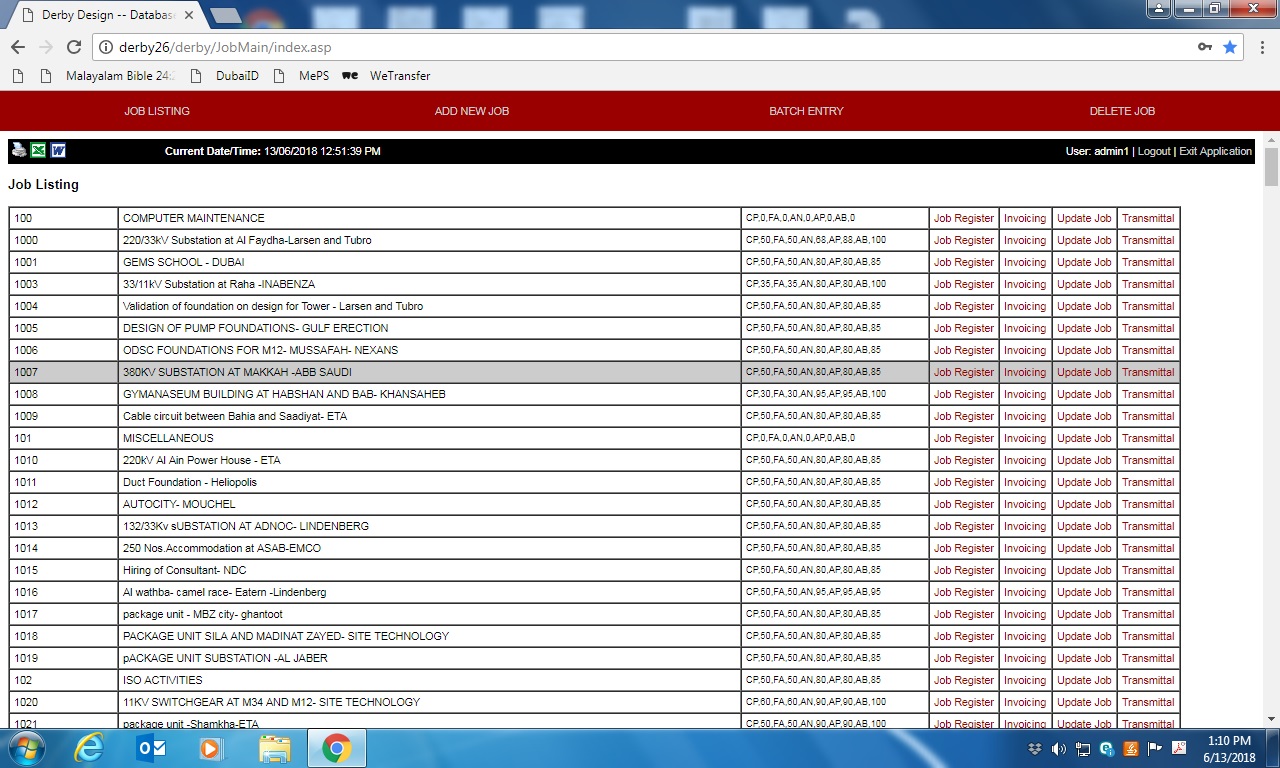 Derby Design -- Database
derby26/derby/JobMain/index.asp
Malayalam Bible 24: DubaiID MePS we WeTransfer
JOB LISTING ADD NEW JOB BATCH ENTRY DELETE JOB
Current Date/Time: 13/06/2018 12:51:39 PM User: admin1 | Logout | Exit Application
Job Listing
100 COMPUTER MAINTENANCE CP,0,FA,0,AN,0,AP,0,AB,0 Job Register Invoicing Update Job Transmittal
1000 220/33kV Substation at Al Faydha-Larsen and Tubro CP,50,FA,50,AN,68,AP,88,AB,100 Job Register Invoicing Update Job Transmittal
1001 GEMS SCHOOL - DUBAI CP,50,FA,50,AN,80,AP,80,AB,85 Job Register Invoicing Update Job Transmittal
1003 33/11kV Substation at Raha -INABENZA CP,35,FA,35,AN,80,AP,80,AB,100 Job Register Invoicing Update Job Transmittal
1004 Validation of foundation on design for Tower - Larsen and Tubro CP,50,FA,50,AN,80,AP,80,AB,85 Job Register Invoicing Update Job Transmittal
1005 DESIGN OF PUMP FOUNDATIONS- GULF ERECTION CP,50,FA,50,AN,80,AP,80,AB,85 Job Register Invoicing Update Job Transmittal
1006 ODSC FOUNDATIONS FOR M12- MUSSAFAH- NEXANS CP,50,FA,50,AN,80,AP,80,AB,85 Job Register Invoicing Update Job Transmittal
1007 380KV SUBSTATION AT MAKKAH -ABB SAUDI CP,50,FA,50,AN,80,AP,80,AB,85 Job Register Invoicing Update Job Transmittal
1008 GYMANASEUM BUILDING AT HABSHAN AND BAB- KHANSAHEB CP,30,FA,30,AN,95,AP,95,AB,100 Job Register Invoicing Update Job Transmittal
1009 Cable circuit between Bahia and Saadiyat- ETA CP,50,FA,50,AN,80,AP,80,AB,85 Job Register Invoicing Update Job Transmittal
101 MISCELLANEOUS CP,0,FA,0,AN,0,AP,0,AB,0 Job Register Invoicing Update Job Transmittal
1010 220kV Al Ain Power House - ETA CP,50,FA,50,AN,80,AP,80,AB,85 Job Register Invoicing Update Job Transmittal
1011 Duct Foundation - Heliopolis CP,50,FA,50,AN,80,AP,80,AB,85 Job Register Invoicing Update Job Transmittal
1012 AUTOCITY- MOUCHEL CP,50,FA,50,AN,80,AP,80,AB,85 Job Register Invoicing Update Job Transmittal
1013 132/33Kv sUBSTATION AT ADNOC- LINDENBERG CP,50,FA,50,AN,80,AP,80,AB,85 Job Register Invoicing Update Job Transmittal
1014 250 Nos.Accommodation at ASAB-EMCO CP,50,FA,50,AN,80,AP,80,AB,85 Job Register Invoicing Update Job Transmittal
1015 Hiring of Consultant- NDC CP,50,FA,50,AN,80,AP,80,AB,85 Job Register Invoicing Update Job Transmittal
1016 Al wathba- camel race- Eatern -Lindenberg CP,50,FA,50,AN,95,AP,95,AB,95 Job Register Invoicing Update Job Transmittal
1017 package unit - MBZ city- ghantoot CP,50,FA,50,AN,80,AP,80,AB,85 Job Register Invoicing Update Job Transmittal
1018 PACKAGE UNIT SILA AND MADINAT ZAYED- SITE TECHNOLOGY CP,50,FA,50,AN,80,AP,80,AB,85 Job Register Invoicing Update Job Transmittal
1019 pACKAGE UNIT SUBSTATION -AL JABER CP,50,FA,50,AN,80,AP,80,AB,85 Job Register Invoicing Update Job Transmittal
102 ISO ACTIVITIES CP,50,FA,50,AN,80,AP,80,AB,85 Job Register Invoicing Update Job Transmittal
1020 11KV SWITCHGEAR AT M34 AND M12- SITE TECHNOLOGY CP,60,FA,60,AN,90,AP,90,AB,100 Job Register Invoicing Update Job Transmittal
1021 package unit -Shamkha-ETA CP,50,FA,50,AN,90,AP,90,AB,100 Job Register Invoicing Update Job Transmittal
1:10 PM
6/13/2018